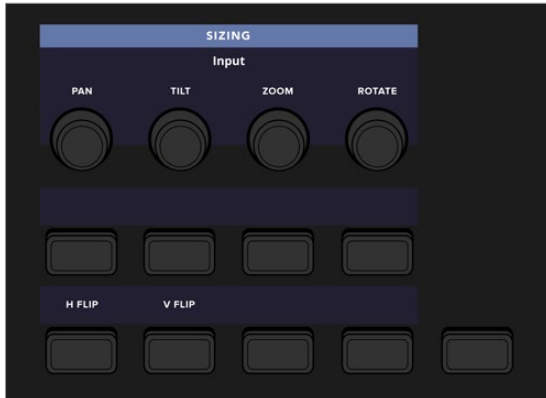 SIZING
Input
PAN TILT ZOOM ROTATE
H FLIP V FLIP